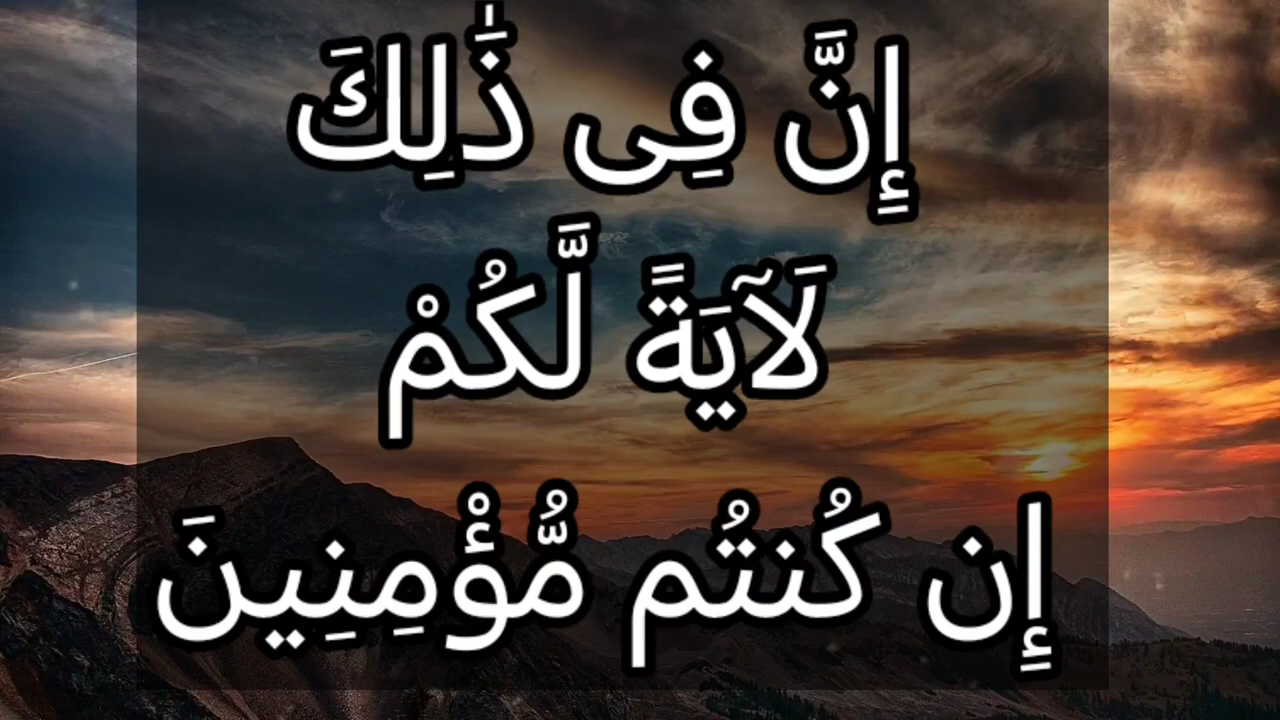 إِنَّ فِى ذَٰلِكَ
لَآيَةً لَّكُمْ
إِن كُنتُم مُّؤْمِنِينَ